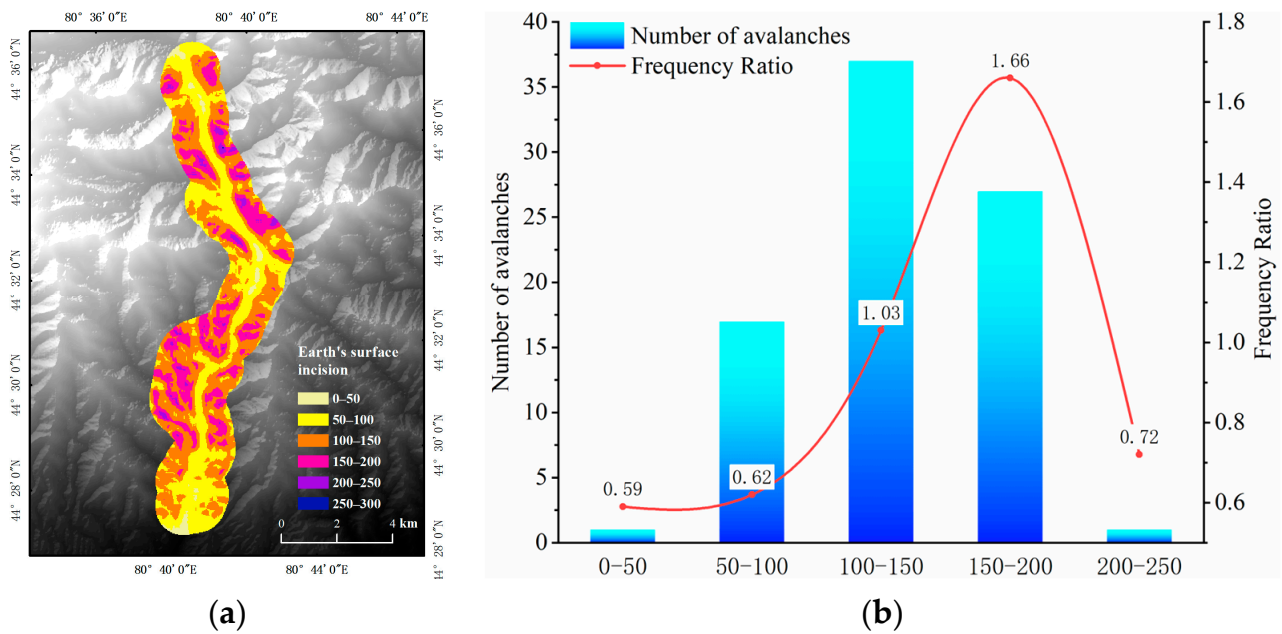 80° 36′ 0″E
80° 40′ 0″E
80° 44′ 0″E
44° 36′ 0″N
44° 34′ 0″N
44° 32′ 0″N
44° 30′ 0″N
44° 28′ 0″N
44° 36′ 0″N
44° 34′ 0″N
44° 32′ 0″N
44° 30′ 0″N
14° 28′ 0″N
Earth's surface
incision
0–50
50–100
100–150
150–200
200–250
250–300
0 2 4 km
80° 40′ 0″E
80° 44′ 0″E
(a)
Number of avalanches
Frequency Ratio
Number of avalanches
40
35
30
25
20
15
10
5
0
0.59
0.62
1.03
1.66
0.72
1.8
1.6
1.4
1.2
1.0
0.8
0.6
Frequency Ratio
0-50
50-100
100-150
150-200
200-250
(b)